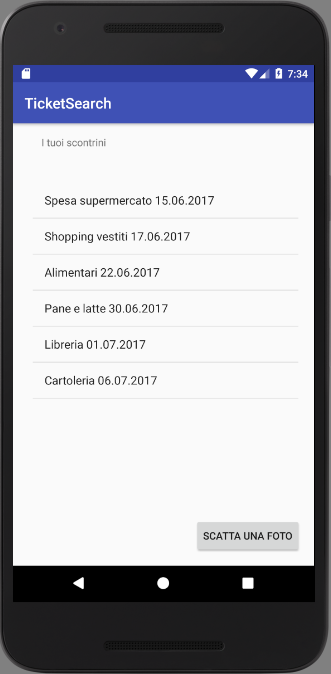 7:34
TicketSearch
I tuoi scontrini
Spesa supermercato 15.06.2017
Shopping vestiti 17.06.2017
Alimentari 22.06.2017
Pane e latte 30.06.2017
Libreria 01.07.2017
Cartoleria 06.07.2017
SCATTA UNA FOTO